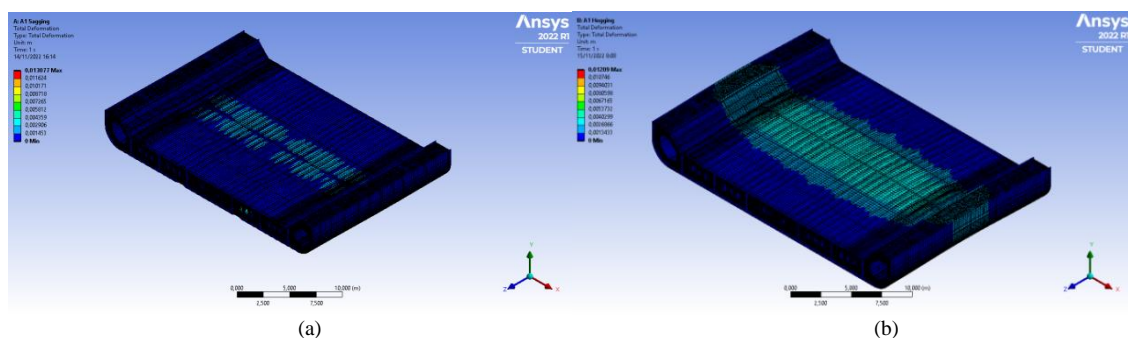 A: A1 Sagging
Total Deformation
Type: Total Deformation
Unit: m
Time: 1 s
14/11/2022 16:14
0,013077 Max
0,011624
0,010171
0,008718
0,007265
0,005812
0,004359
0,002906
0,001453
0 Min
Ansys
2022 R1
STUDENT
0,000 5,000 10,000 (m)
2,500 7,500
Y
Z
X
(a)
B: A1 Hogging
Total Deformation
Type: Total Deformation
Unit: m
Time: 1 s
0,01209 Max
0,010746
0 Min
Ansys
2022 R1
STUDENT
0,000 5,000 10,000 (m)
2,500 7,500
Y
Z
X
(b)